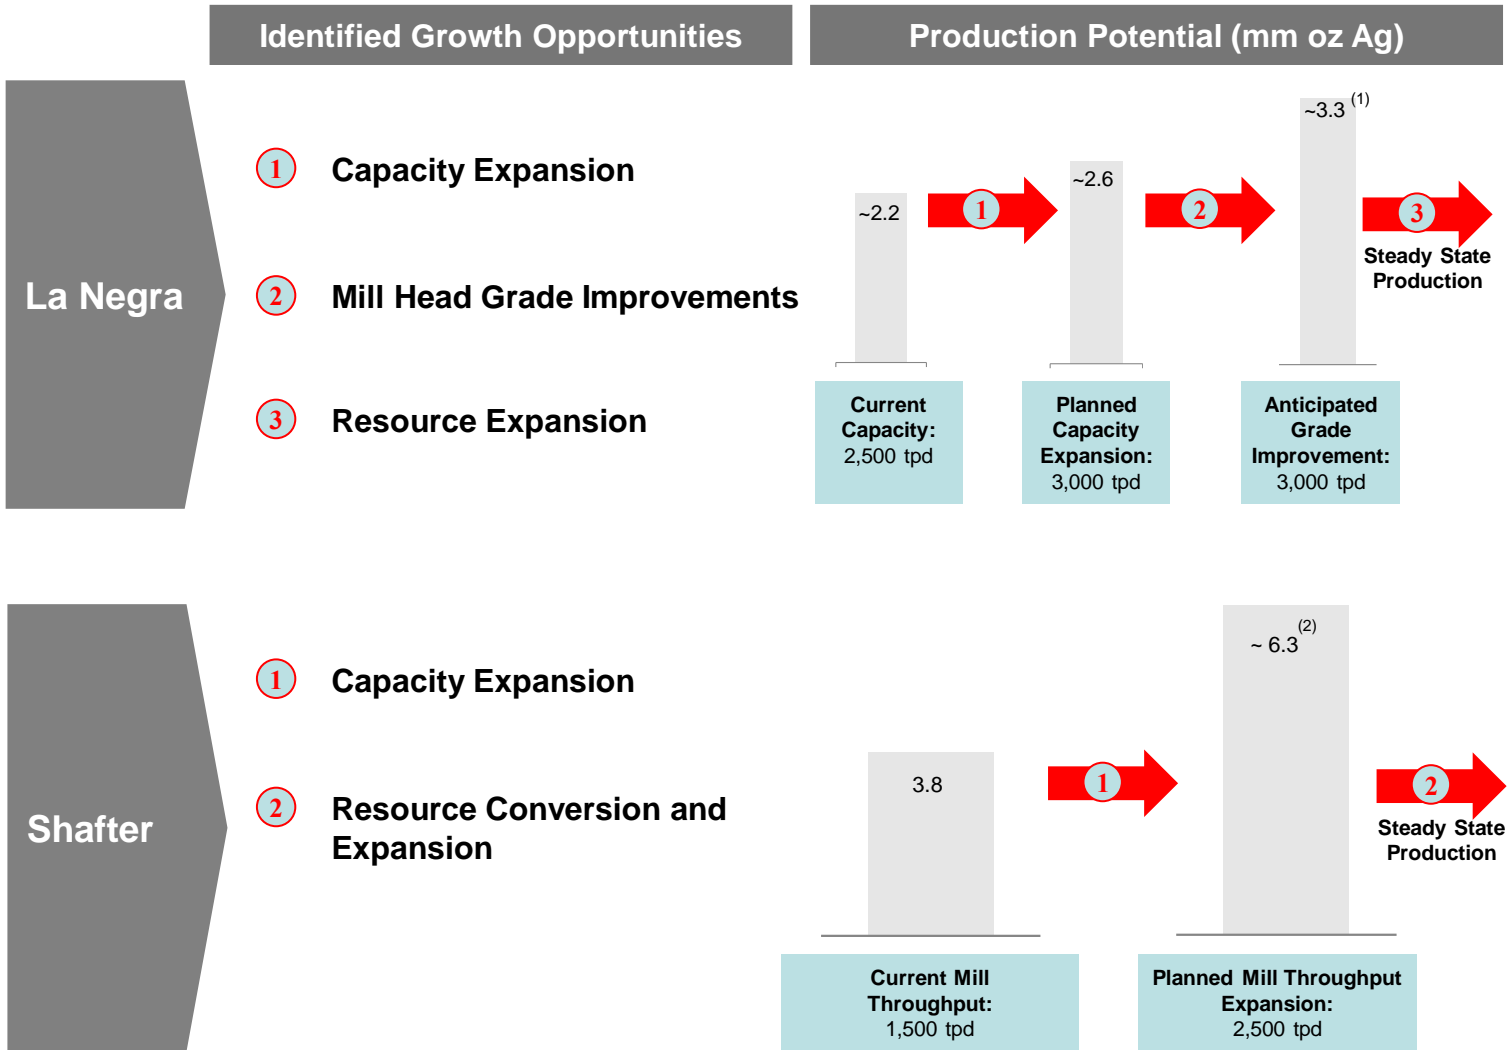 Identified Growth Opportunities
Production Potential (mm oz Ag)
La Negra
1 Capacity Expansion
2 Mill Head Grade Improvements
3 Resource Expansion
~2.2
1
~2.6
2
~3.3 (1)
3
Steady State
Production
Current
Capacity:
2,500 tpd
Planned
Capacity
Expansion:
3,000 tpd
Anticipated
Grade
Improvement:
3,000 tpd
Shafter
1 Capacity Expansion
2 Resource Conversion and
Expansion
3.8
1
~ 6.3 (2)
2
Steady State
Production
Current Mill
Throughput:
1,500 tpd
Planned Mill Throughput
Expansion:
2,500 tpd